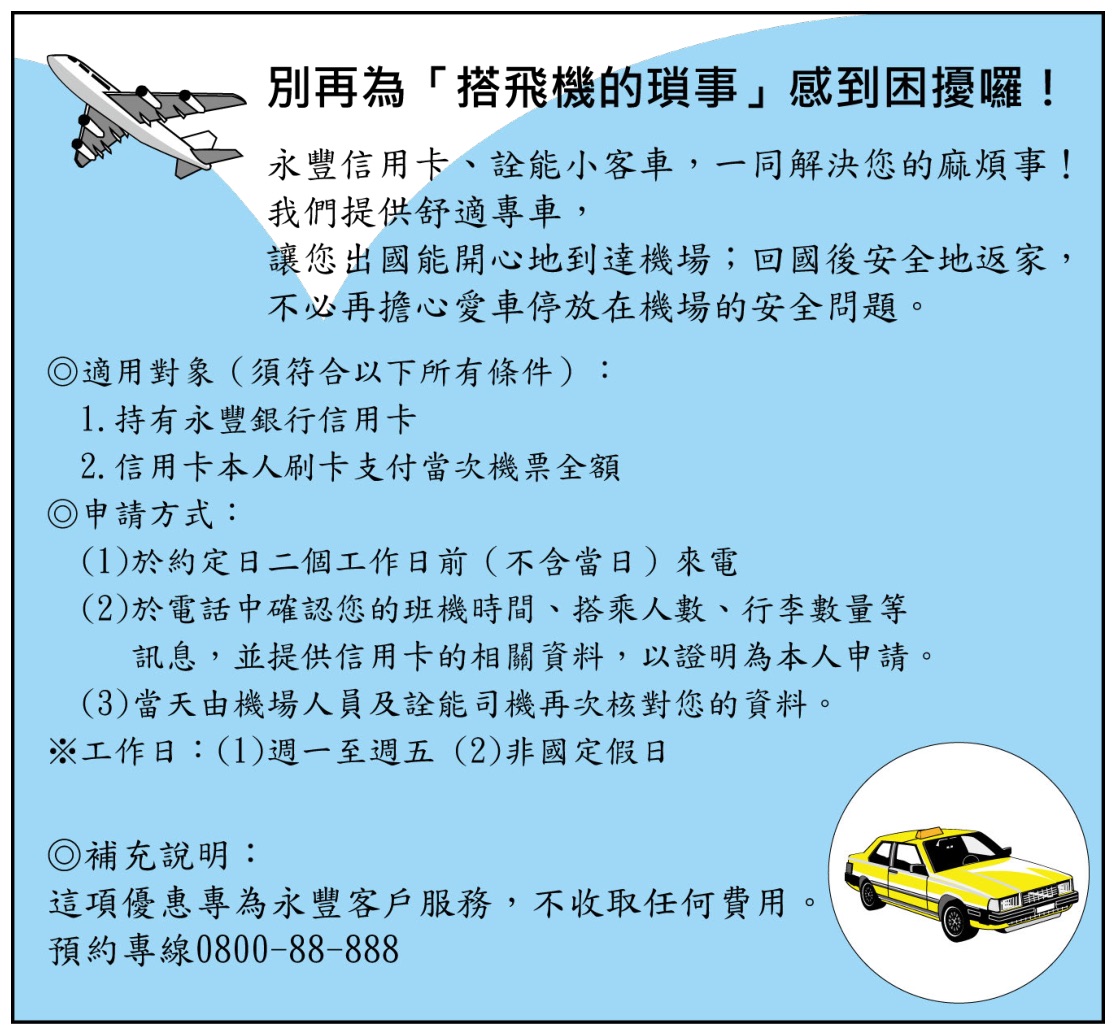 別再為「搭飛機的瑣事」感到困擾囉！
永豐信用卡、詮能小客車，一同解決您的麻煩事！
我們提供舒適專車，
讓您出國能開心地到達機場；回國後安全地返家，
不必再擔心愛車停放在機場的安全問題。
◎適用對象（須符合以下所有條件）：
1.持有永豐銀行信用卡
2.信用卡本人刷卡支付當次機票全額
◎申請方式：
(1)於約定日二個工作日前（不含當日）來電
(2)於電話中確認您的班機時間、搭乘人數、行李數量等
訊息，並提供信用卡的相關資料，以證明為本人申請。
(3)當天由機場人員及詮能司機再次核對您的資料。
※工作日：(1)週一至週五 (2)非國定假日
◎補充說明：
這項優惠專為永豐客戶服務，不收取任何費用。
預約專線0800-88-888